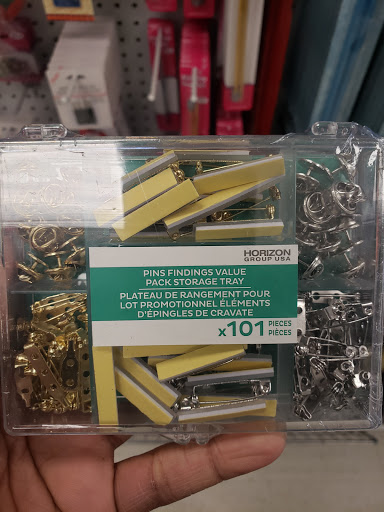 HORIZON
GROUP USA
PINS FINDINGS VALUE
PACK STORAGE TRAY
PLATEAU DE RANGEMENT POUR
LOT PROMOTIONNEL ÉLÉMENTS
D'ÉPINGLES DE CRAVATE
x101 PIECES
PIÈCES